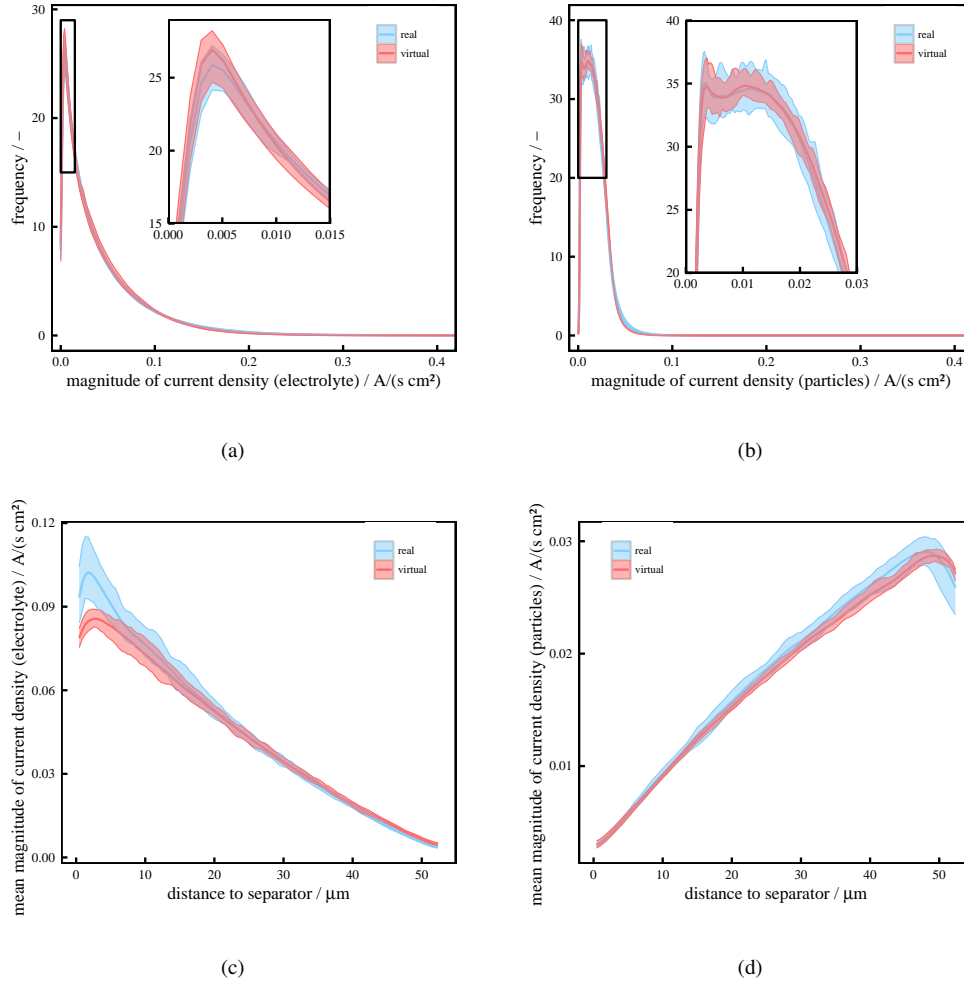 30
20
10
0
frequency / –
real
virtual
25
20
15
0.000
0.005
0.010
0.015
0.0
0.1
0.2
0.3
0.4
magnitude of current density (electrolyte) / A/(s cm²)
(a)
40
30
20
10
0
frequency / –
real
virtual
40
35
30
25
20
0.00
0.01
0.02
0.03
0.0
0.1
0.2
0.3
0.4
magnitude of current density (particles) / A/(s cm²)
(b)
mean magnitude of current density (electrolyte) / A/(s cm²)
0.12
0.09
0.06
0.03
0.00
real
virtual
0
10
20
30
40
50
distance to separator / μm
(c)
mean magnitude of current density (particles) / A/(s cm²)
0.03
0.02
0.01
real
virtual
0
10
20
30
40
50
distance to separator / μm
(d)